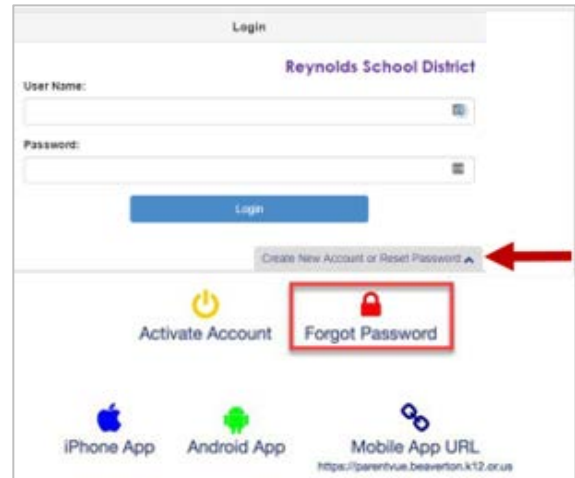 Login
Reynolds School District
User Name:
Password:
Login
Create New Account or Reset Password
Activate Account Forgot Password
iPhone App Android App Mobile App URL
https://parentvue.beaverton.k12.or.us